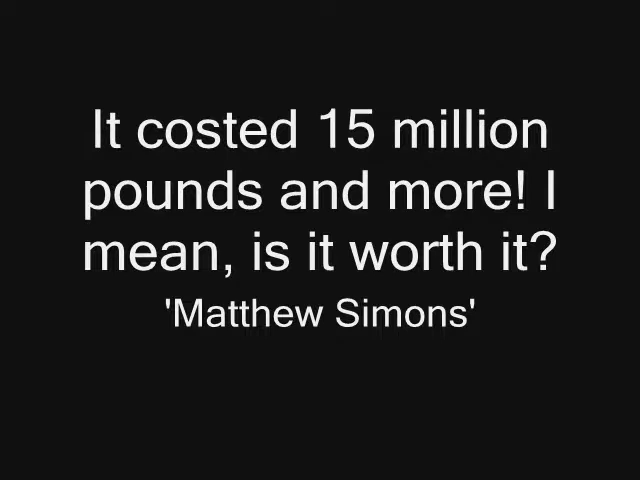 It costed 15 million
pounds and more! I
mean, is it worth it?
'Matthew Simons'